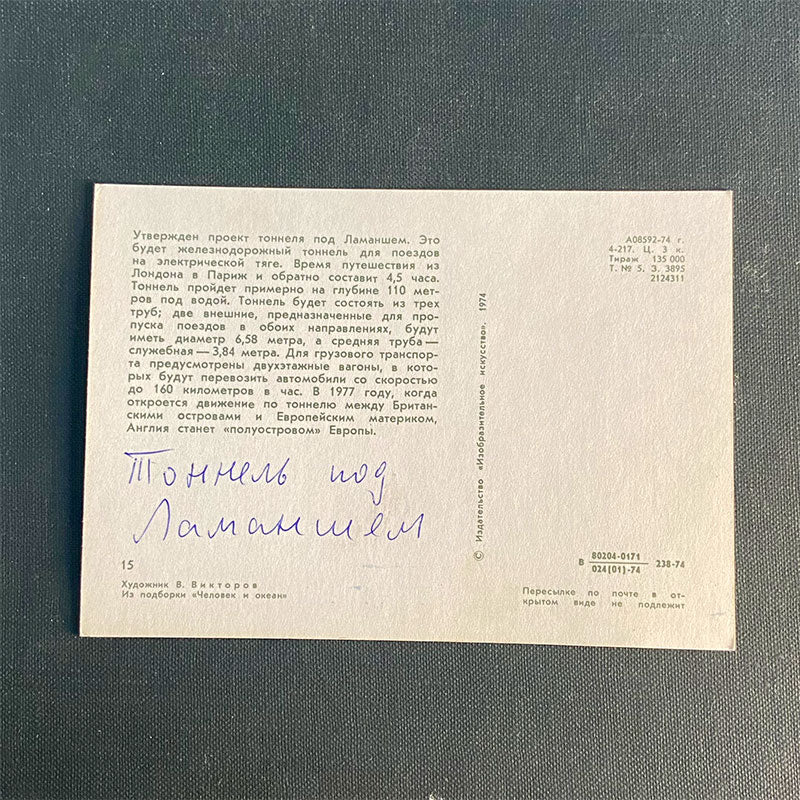 Утвержден проект тоннеля под Ламаншем. Это
будет железнодорожный тоннель для поездов
на электрической тяге. Время путешествия из
Лондона в Париж и обратно составит 4,5 часа.
Тоннель пройдет примерно на глубине 110 мет-
ров под водой. Тоннель будет состоять из трех
труб; две внешние, предназначенные для про-
пуска поездов в обоих направлениях, будут
иметь диаметр 6,58 метра, а средняя труба —
служебная — 3,84 метра. Для грузового транспор-
та предусмотрены двухэтажные вагоны, в кото-
рых будут перевозить автомобили со скоростью
до 160 километров в час. В 1977 году, когда
откроется движение по тоннелю между Британ-
скими островами и Европейским материком,
Англия станет «полуостровом» Европы.
Тоннель под
Ламаншем
15
Художник В. Викторов
Из подборки «Человек и океан»
© Издательство «Изобразительное искусство». 1974
А08592-74 г.
4-217. Ц. 3 к.
Тираж 135 000
Т. № 5. З. 3895
2124311
В 80204-0171 238-74
024(01)-74
Пересылке по почте в от-
крытом виде не подлежит